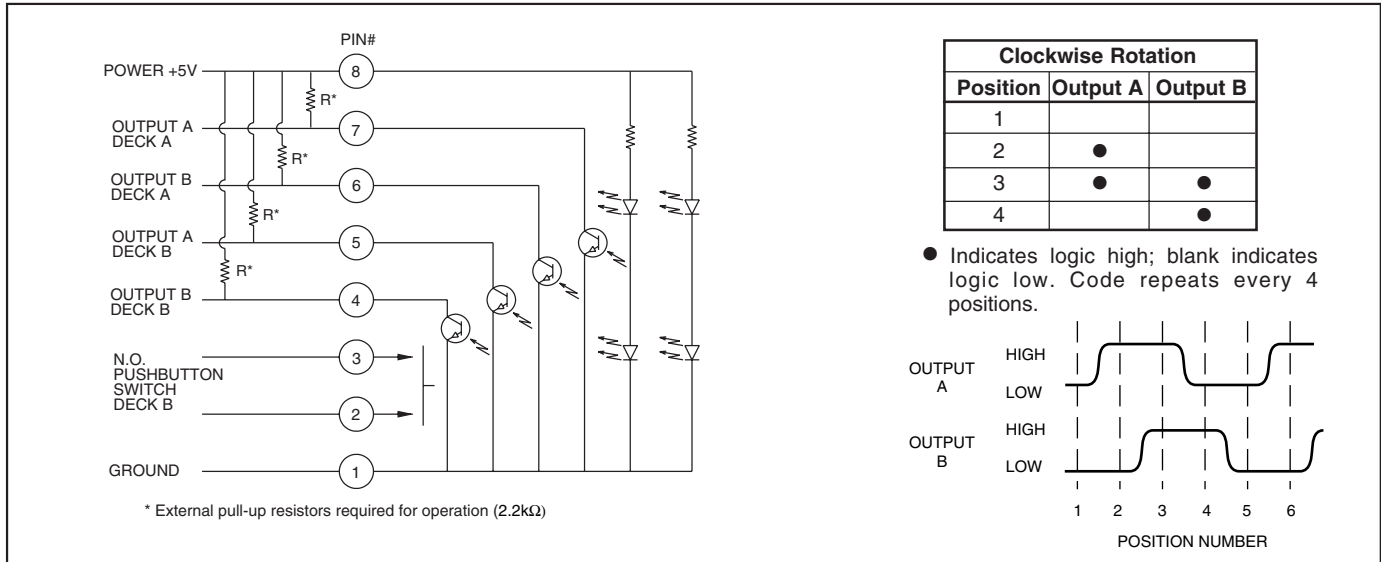 PIN#
POWER +5V
8
R*
OUTPUT A
DECK A
7
R*
OUTPUT B
DECK A
6
R*
OUTPUT A
DECK B
5
R*
OUTPUT B
DECK B
4
N.O.
PUSHBUTTON
SWITCH
DECK B
3
2
GROUND
1
* External pull-up resistors required for operation (2.2kΩ)
Clockwise Rotation
Position Output A Output B
1
2 ●
3 ● ●
4 ●
● Indicates logic high; blank indicates
logic low. Code repeats every 4
positions.
OUTPUT
A
HIGH
LOW
OUTPUT
B
HIGH
LOW
1 2 3 4 5 6
POSITION NUMBER